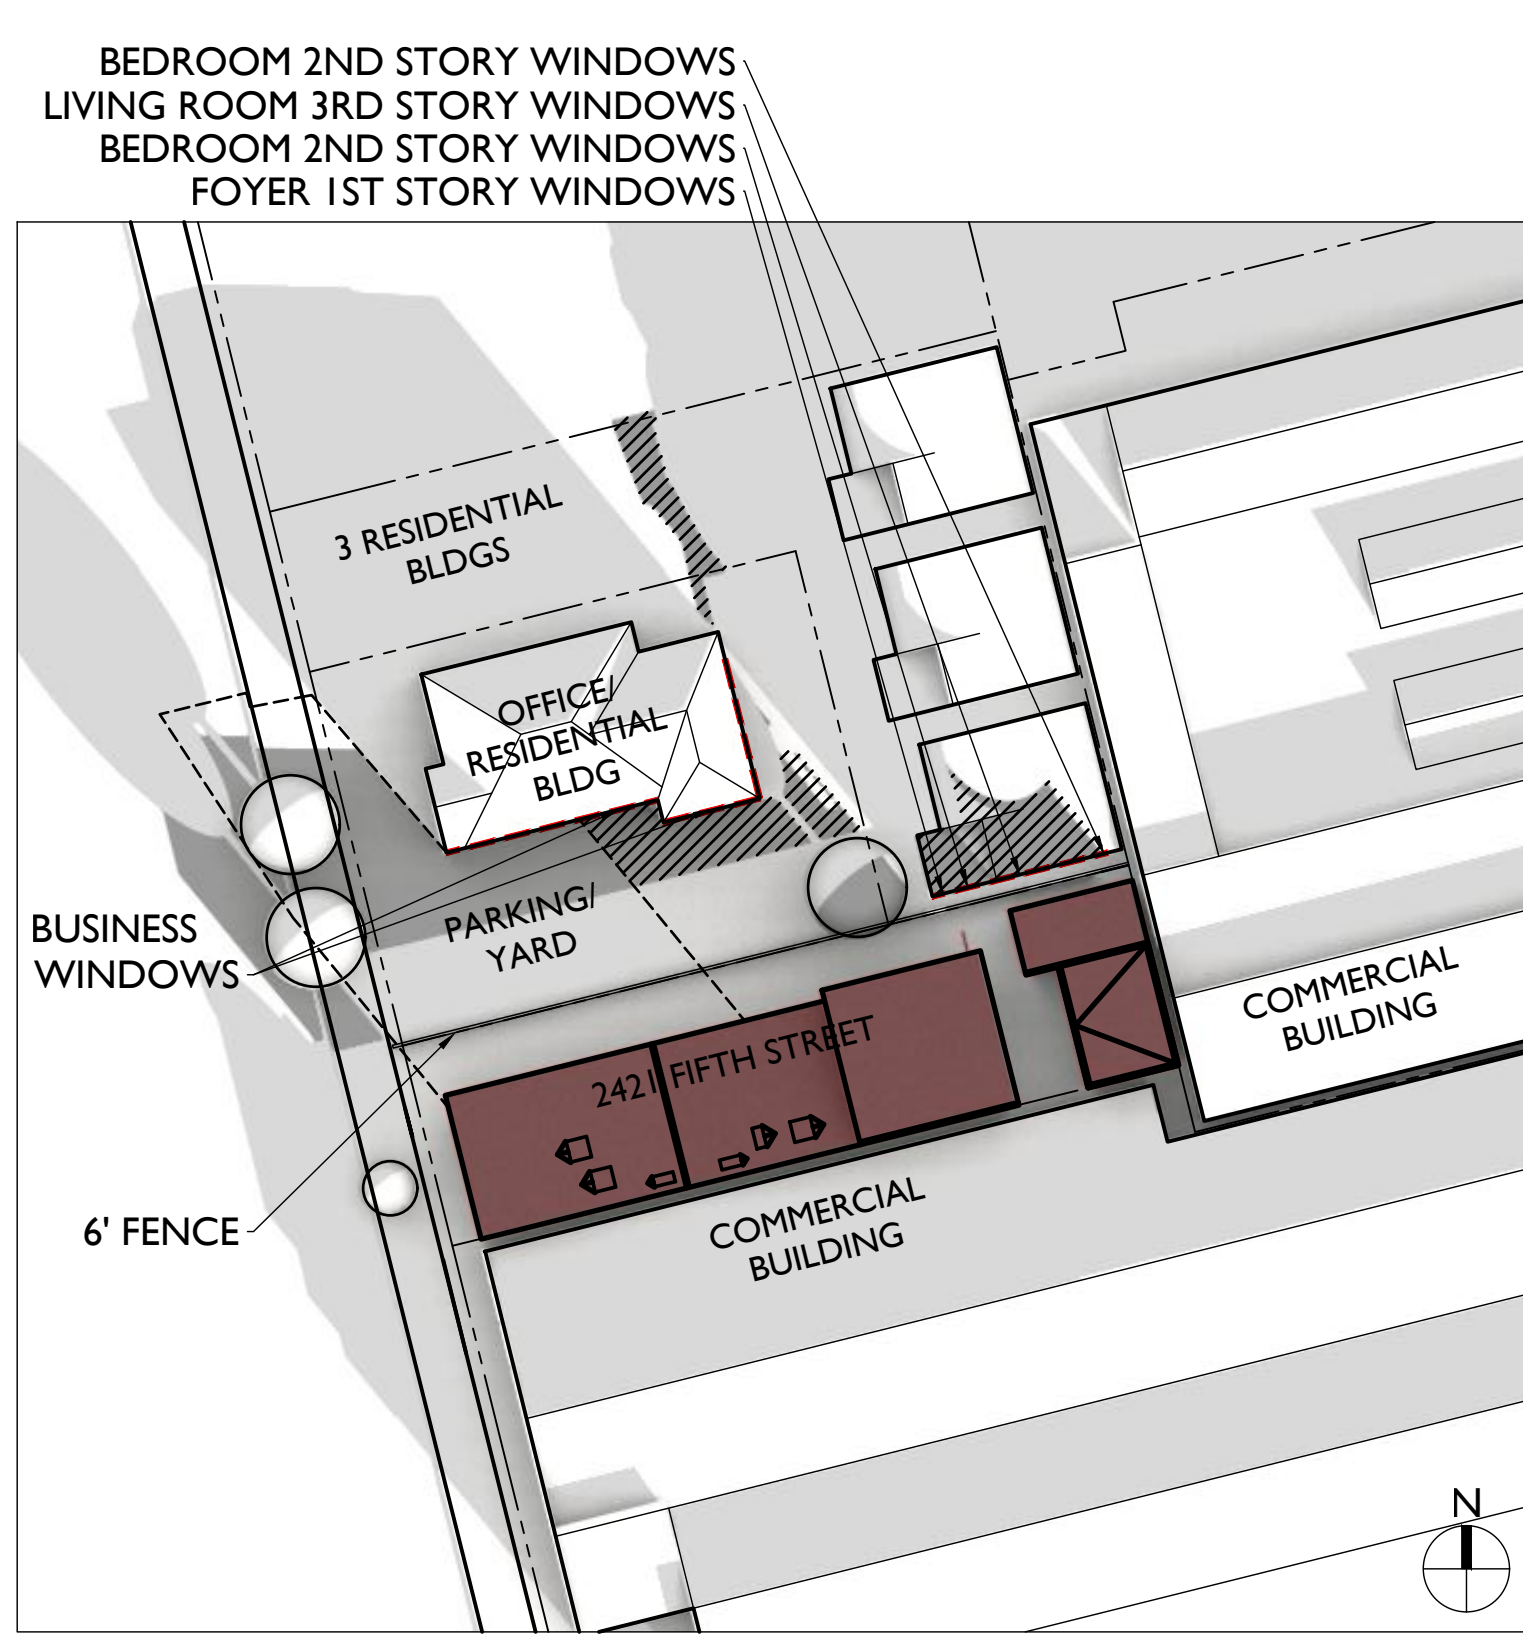 BEDROOM 2ND STORY WINDOWS
LIVING ROOM 3RD STORY WINDOWS
BEDROOM 2ND STORY WINDOWS
FOYER 1ST STORY WINDOWS
3 RESIDENTIAL
BLDGS
OFFICE/
RESIDENTIAL
BLDG
PARKING/
YARD
BUSINESS
WINDOWS
COMMERCIAL
BUILDING
2421 FIFTH STREET
6' FENCE
COMMERCIAL
BUILDING
N